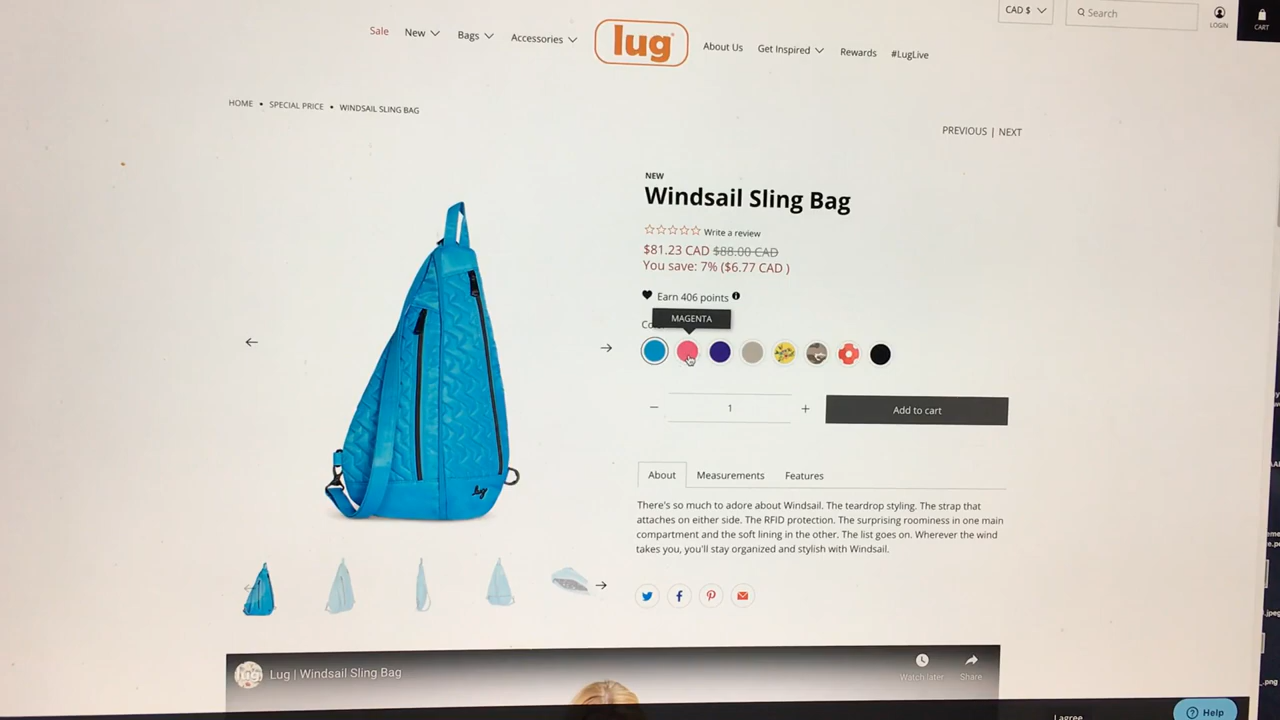 CAD $
Search
LOGIN
CART
Sale
New
Bags
Accessories
lug
About Us
Get Inspired
Rewards
#LugLive
HOME • SPECIAL PRICE • WINDSAIL SLING BAG
PREVIOUS | NEXT
NEW
Windsail Sling Bag
Write a review
$81.23 CAD $88.00 CAD
You save: 7% ($6.77 CAD )
Earn 406 points
MAGENTA
1
Add to cart
About
Measurements
Features
There's so much to adore about Windsail. The teardrop styling. The strap that
attaches on either side. The RFID protection. The surprising roominess in one main
compartment and the soft lining in the other. The list goes on. Wherever the wind
takes you, you'll stay organized and stylish with Windsail.
lug
Lug | Windsail Sling Bag
Watch later
Share
I agree
Help
.jpeg
.png